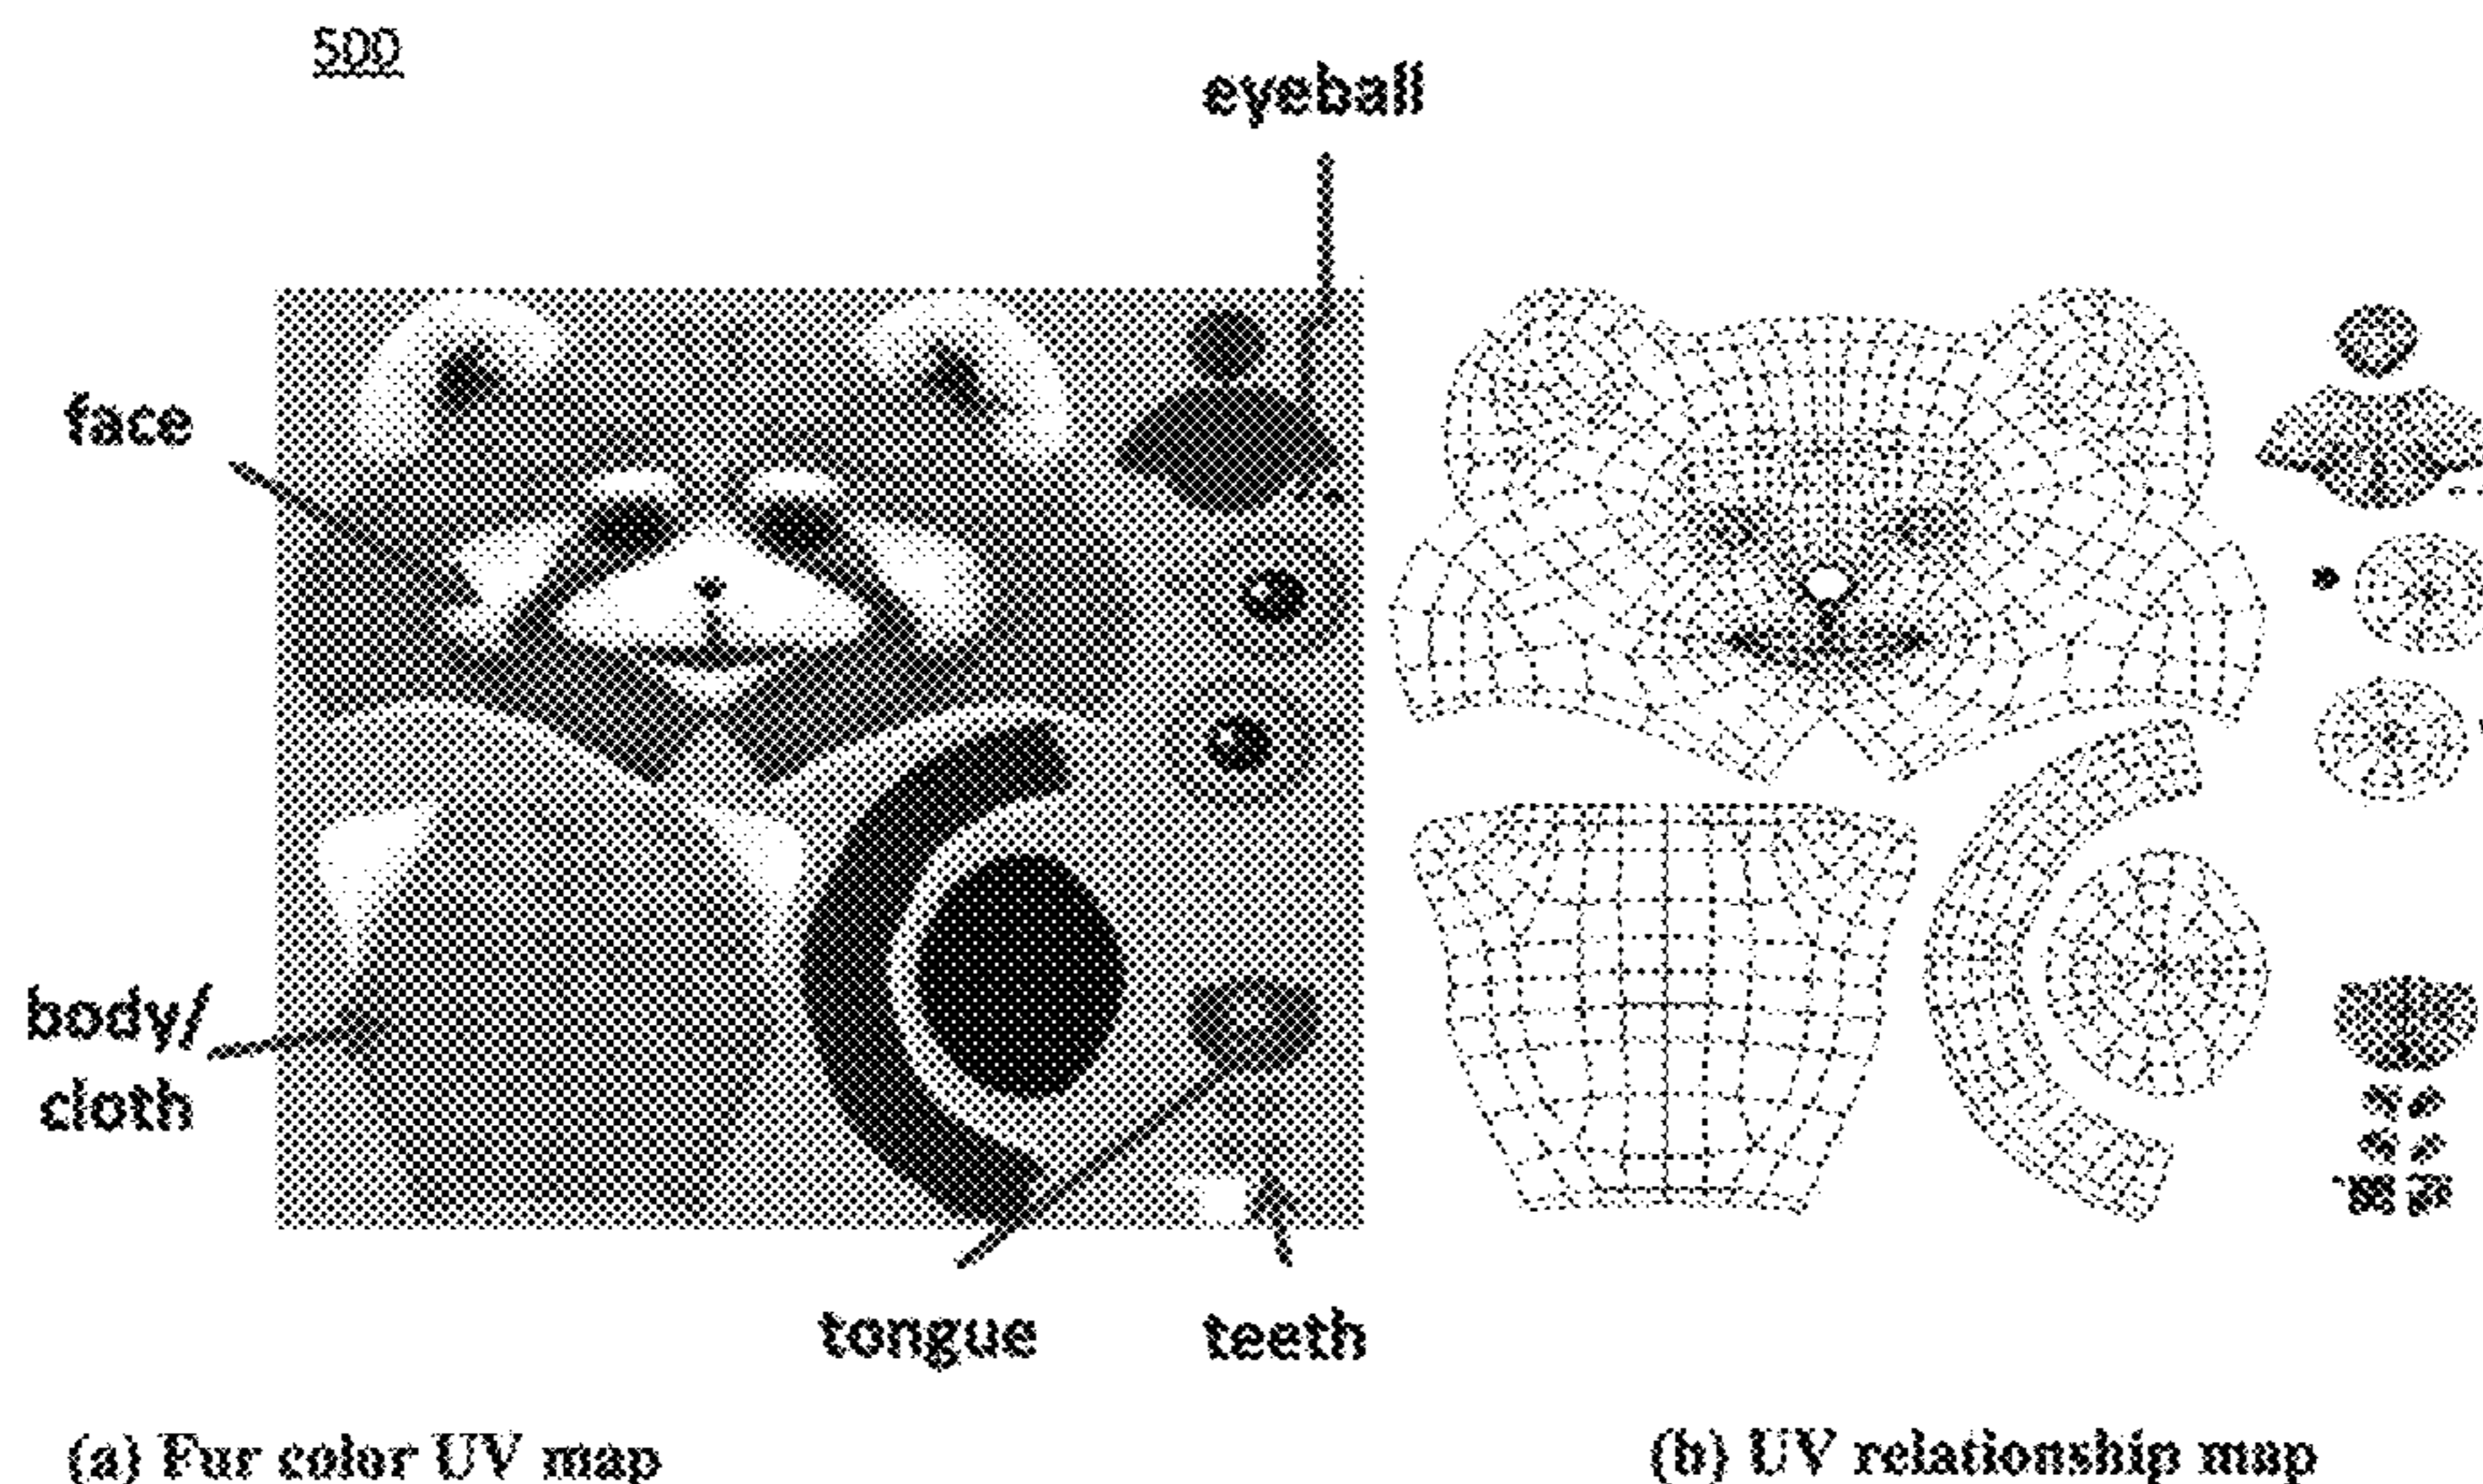 500
eyeball
face
body/
cloth
tongue
teeth
(a) Fur color UV map
(b) UV relationship map